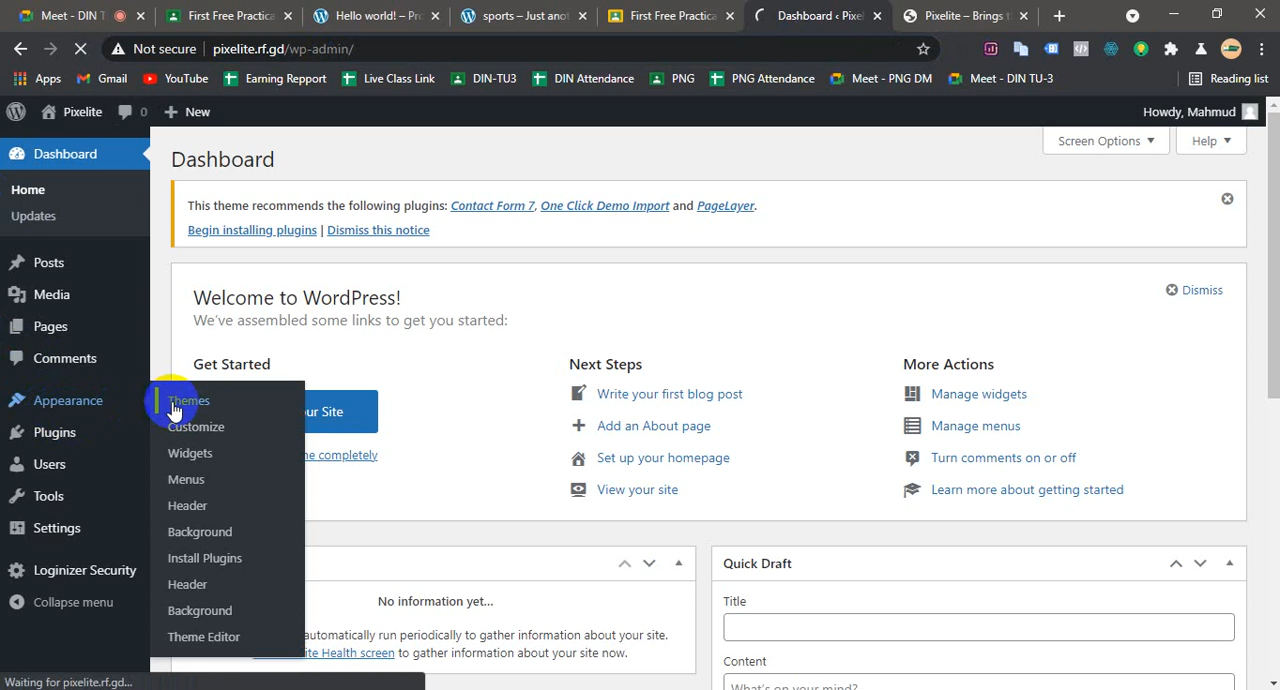 Meet - DIN T
First Free Practica
Hello world! – Pro
sports – Just anot
First Free Practica
Dashboard ‹ Pixel
Pixelite – Brings t
Not secure | pixelite.rf.gd/wp-admin/
Apps
Gmail
YouTube
Earning Repport
Live Class Link
DIN-TU3
DIN Attendance
PNG
PNG Attendance
Meet - PNG DM
Meet - DIN TU-3
Reading list
Pixelite
0
New
Howdy, Mahmud
Dashboard
Home
Updates
Posts
Media
Pages
Comments
Appearance
Plugins
Users
Tools
Settings
Loginizer Security
Collapse menu
Themes
Customize
Widgets
Menus
Header
Background
Install Plugins
Header
Background
Theme Editor
Dashboard
Screen Options
Help
This theme recommends the following plugins: Contact Form 7, One Click Demo Import and PageLayer.
Begin installing plugins | Dismiss this notice
Welcome to WordPress!
We've assembled some links to get you started:
Dismiss
Get Started
our Site
e completely
Next Steps
Write your first blog post
Add an About page
Set up your homepage
View your site
More Actions
Manage widgets
Manage menus
Turn comments on or off
Learn more about getting started
No information yet...
automatically run periodically to gather information about your site.
ite Health screen to gather information about your site now.
Quick Draft
Title
Content
What's on your mind?
Waiting for pixelite.rf.gd...